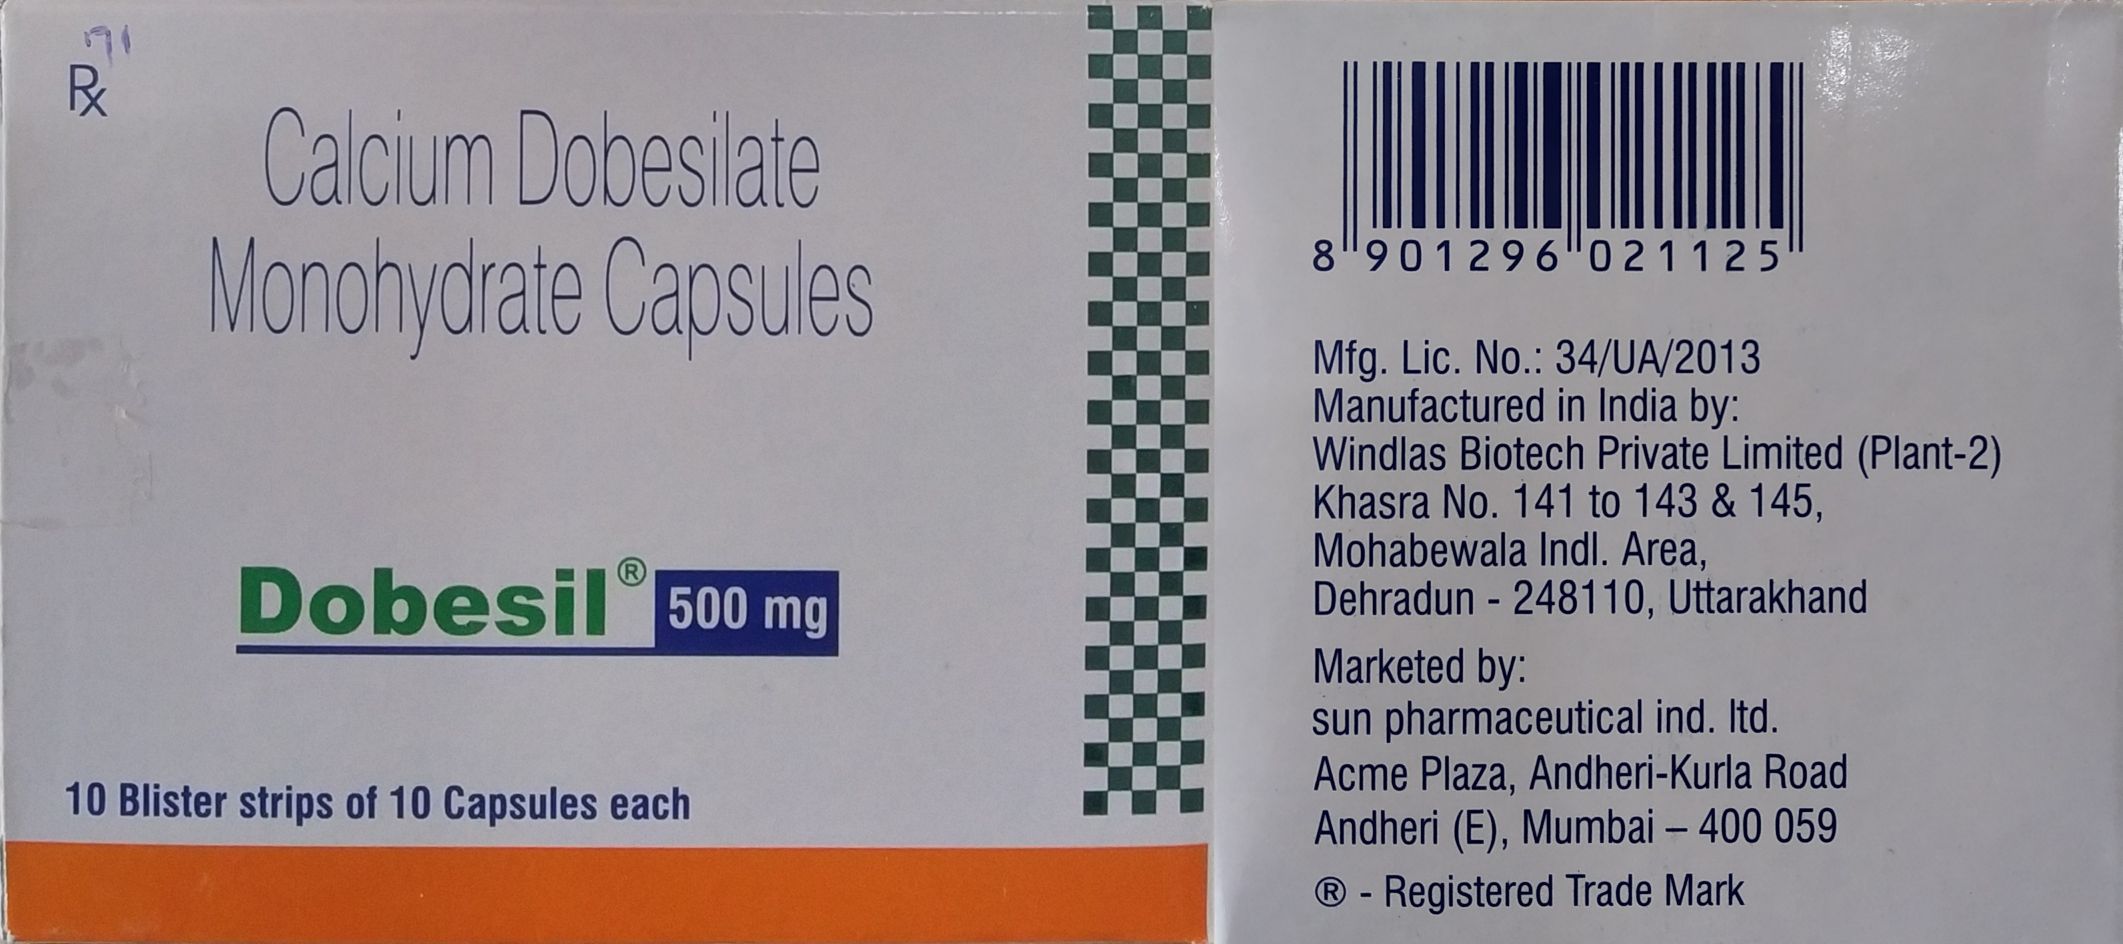 Rx
Calcium Dobesilate
Monohydrate Capsules
Dobesil® 500 mg
10 Blister strips of 10 Capsules each
8 901296 021125
Mfg. Lic. No.: 34/UA/2013
Manufactured in India by:
Windlas Biotech Private Limited (Plant-2)
Khasra No. 141 to 143 & 145,
Mohabewala Indl. Area,
Dehradun - 248110, Uttarakhand
Marketed by:
sun pharmaceutical ind. ltd.
Acme Plaza, Andheri-Kurla Road
Andheri (E), Mumbai – 400 059
® - Registered Trade Mark